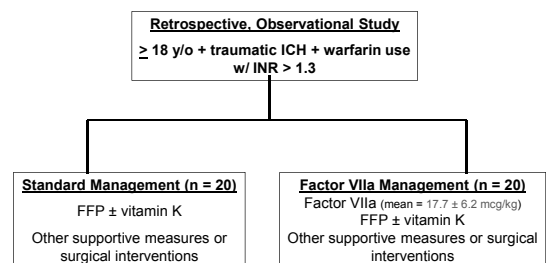 Retrospective, Observational Study
≥ 18 y/o + traumatic ICH + warfarin use
w/ INR > 1.3
Standard Management (n = 20)
FFP ± vitamin K
Other supportive measures or
surgical interventions
Factor VIIa Management (n = 20)
Factor VIIa (mean = 17.7 ± 6.2 mcg/kg)
FFP ± vitamin K
Other supportive measures or surgical
interventions